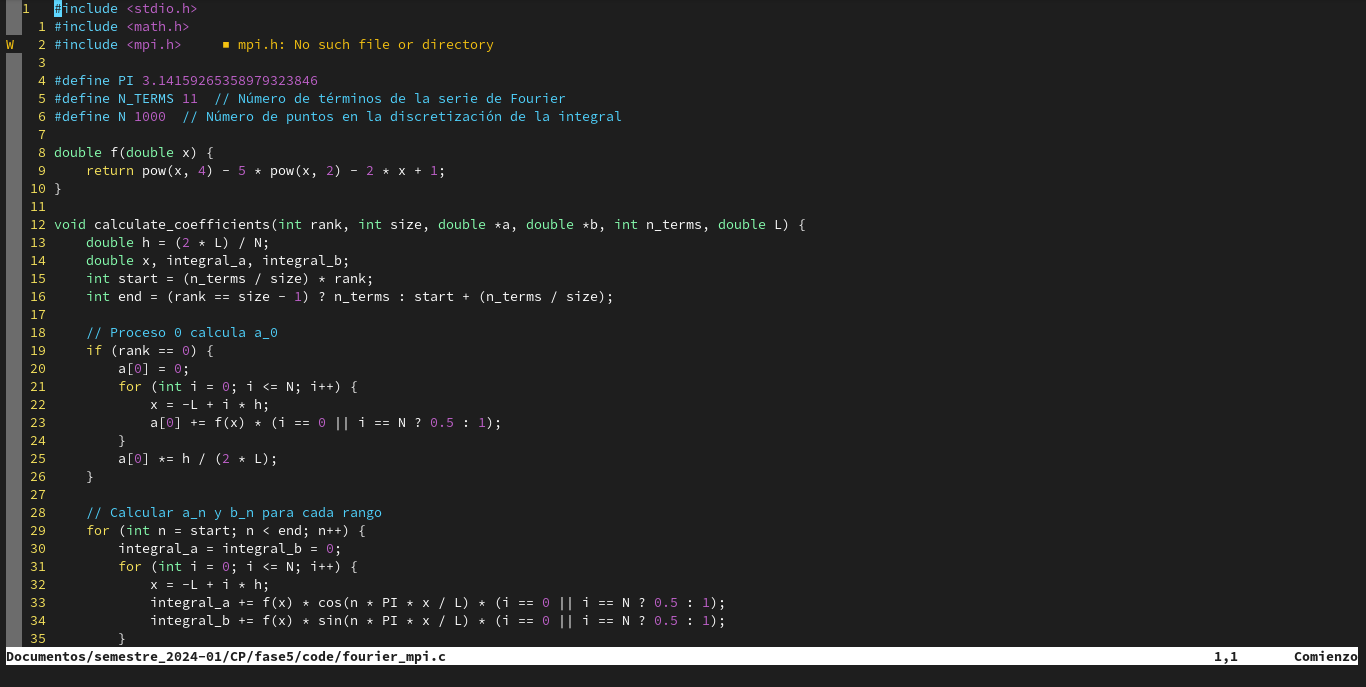 1   #include <stdio.h>
  1 #include <math.h>
W   2 #include <mpi.h>     ■ mpi.h: No such file or directory
  3
  4 #define PI 3.14159265358979323846
  5 #define N_TERMS 11  // Número de términos de la serie de Fourier
  6 #define N 1000  // Número de puntos en la discretización de la integral
  7
  8 double f(double x) {
  9     return pow(x, 4) - 5 * pow(x, 2) - 2 * x + 1;
 10 }
 11
 12 void calculate_coefficients(int rank, int size, double *a, double *b, int n_terms, double L) {
 13     double h = (2 * L) / N;
 14     double x, integral_a, integral_b;
 15     int start = (n_terms / size) * rank;
 16     int end = (rank == size - 1) ? n_terms : start + (n_terms / size);
 17
 18     // Proceso 0 calcula a_0
 19     if (rank == 0) {
 20         a[0] = 0;
 21         for (int i = 0; i <= N; i++) {
 22             x = -L + i * h;
 23             a[0] += f(x) * (i == 0 || i == N ? 0.5 : 1);
 24         }
 25         a[0] *= h / (2 * L);
 26     }
 27
 28     // Calcular a_n y b_n para cada rango
 29     for (int n = start; n < end; n++) {
 30         integral_a = integral_b = 0;
 31         for (int i = 0; i <= N; i++) {
 32             x = -L + i * h;
 33             integral_a += f(x) * cos(n * PI * x / L) * (i == 0 || i == N ? 0.5 : 1);
 34             integral_b += f(x) * sin(n * PI * x / L) * (i == 0 || i == N ? 0.5 : 1);
 35         }
Documentos/semestre_2024-01/CP/fase5/code/fourier_mpi.c     1,1     Comienzo